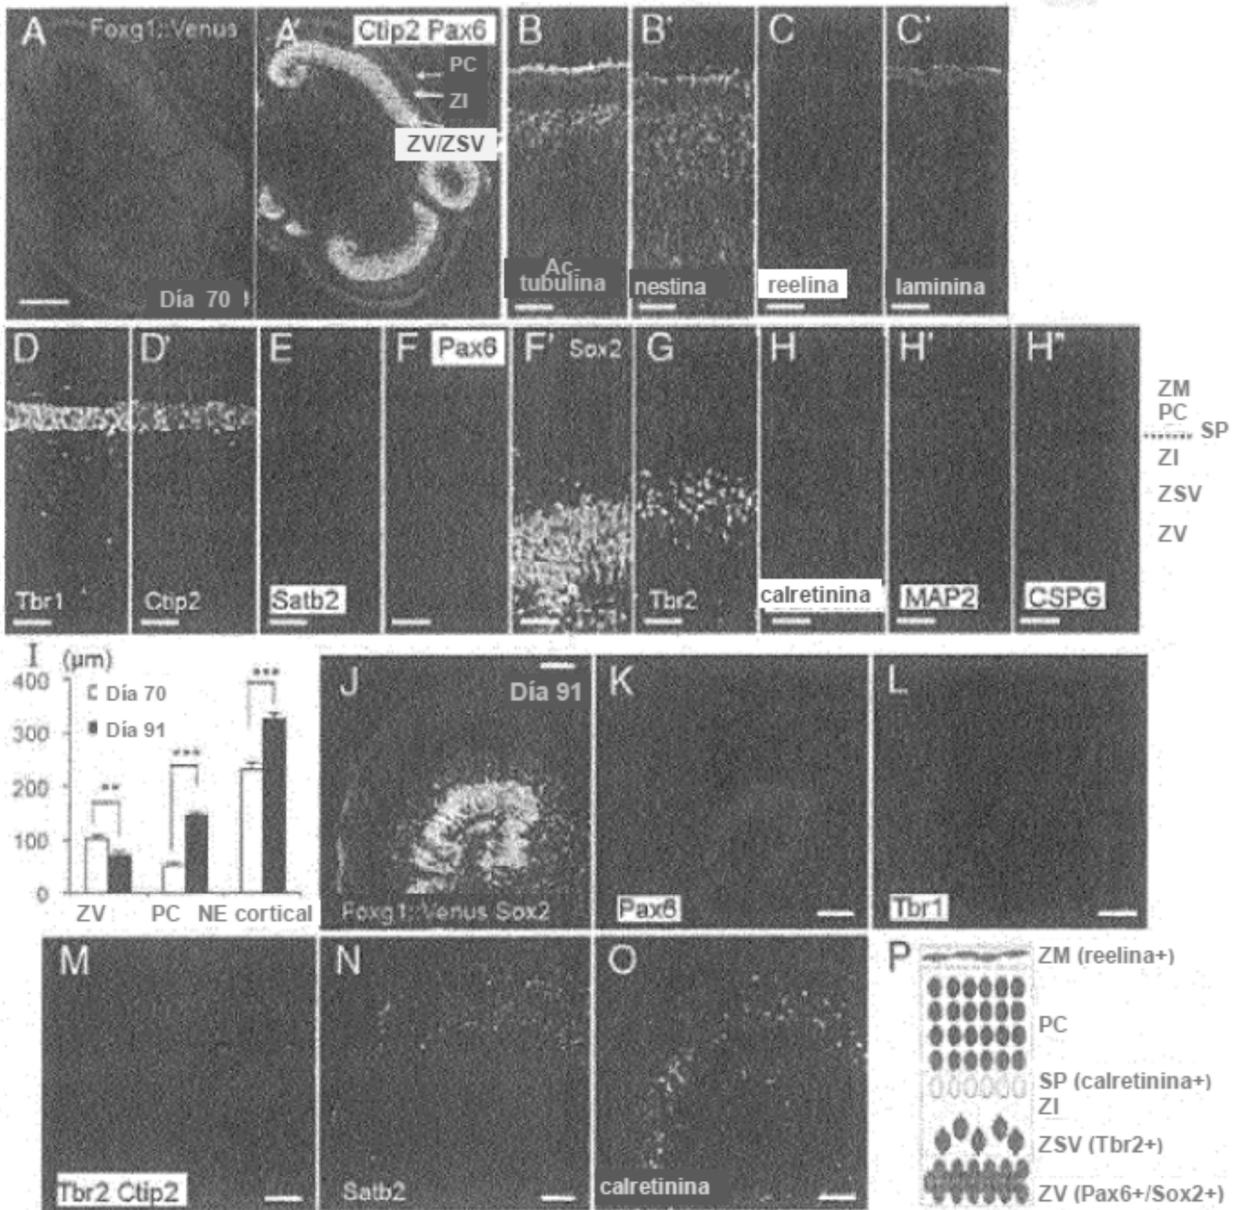 A Foxg1::Venus
Día 70
A' Ctip2 Pax6
PC
ZI
ZV/ZSV
B
Ac-
tubulina
B'
nestina
C
reelina
C'
laminina
D
Tbr1
D'
Ctip2
E
Satb2
F Pax6
F' Sox2
G
Tbr2
H
calretinina
H'
MAP2
H"
CSPG
ZM
PC
SP
ZI
ZSV
ZV
I (μm)
400
300
200
100
0
Día 70
Día 91
**
***
***
ZV PC NE cortical
J
Día 91
Foxg1::Venus Sox2
K
Pax6
L
Tbr1
M
Tbr2 Ctip2
N
Satb2
O
calretinina
P
ZM (reelina+)
PC
SP (calretinina+)
ZI
ZSV (Tbr2+)
ZV (Pax6+/Sox2+)